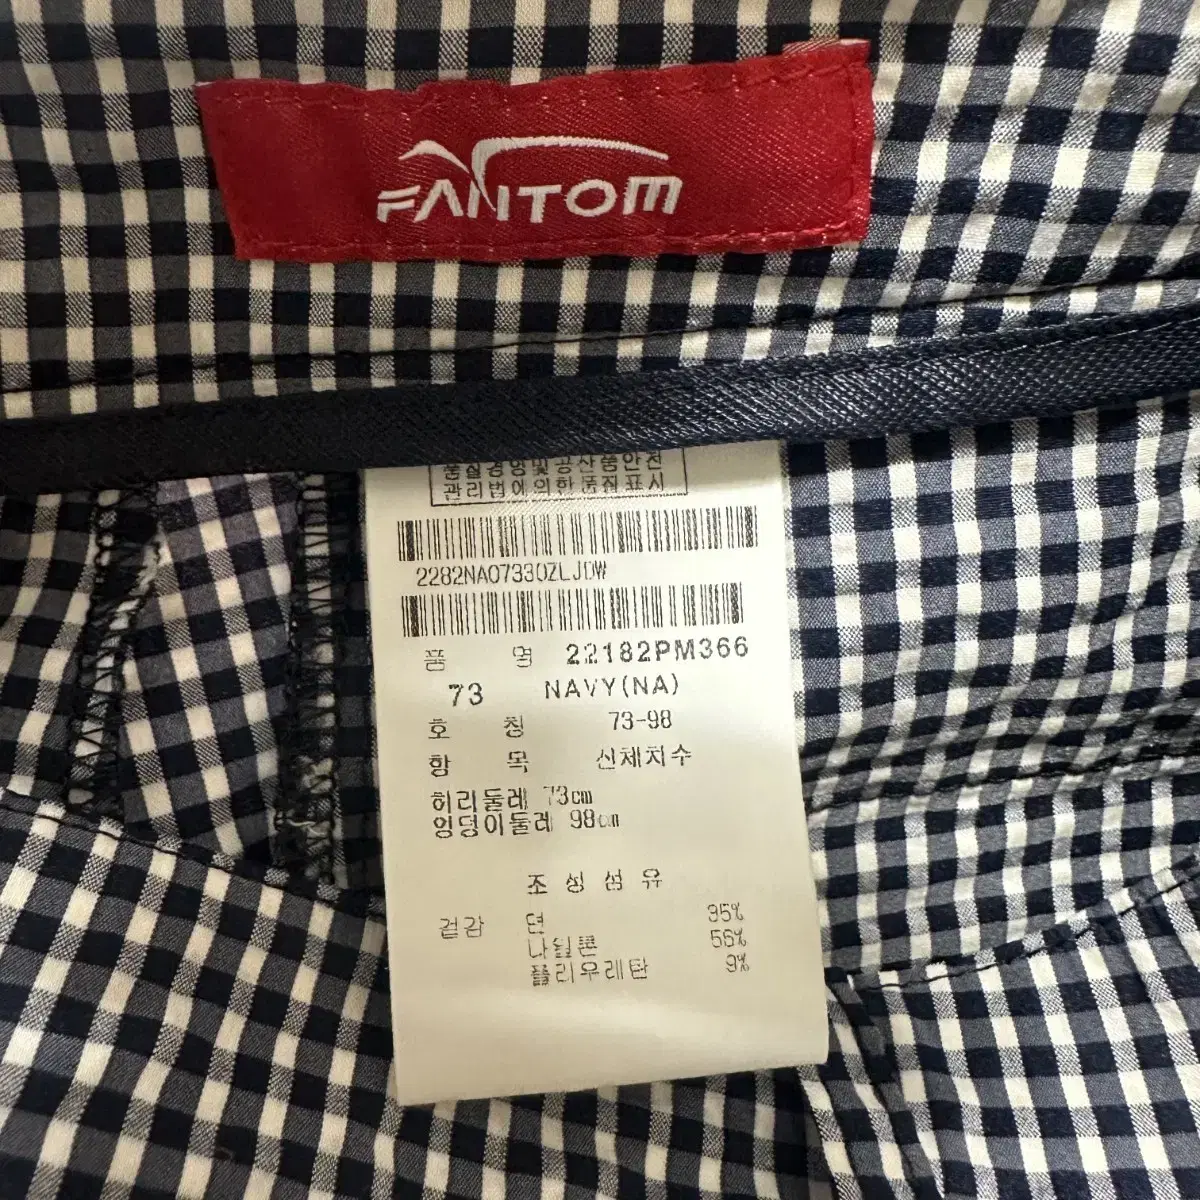 FANTOM
품질경영및공산품안전
관리법에의한품질표시
2282NA0733OZLJDW
품 명 22182PM366
73 NAVY(NA)
호 칭 73-98
항 목 신체치수
허리둘레 73㎝
엉덩이둘레 98㎝
조성섬유
겉감 면 35%
나일론 56%
폴리우레탄 9%